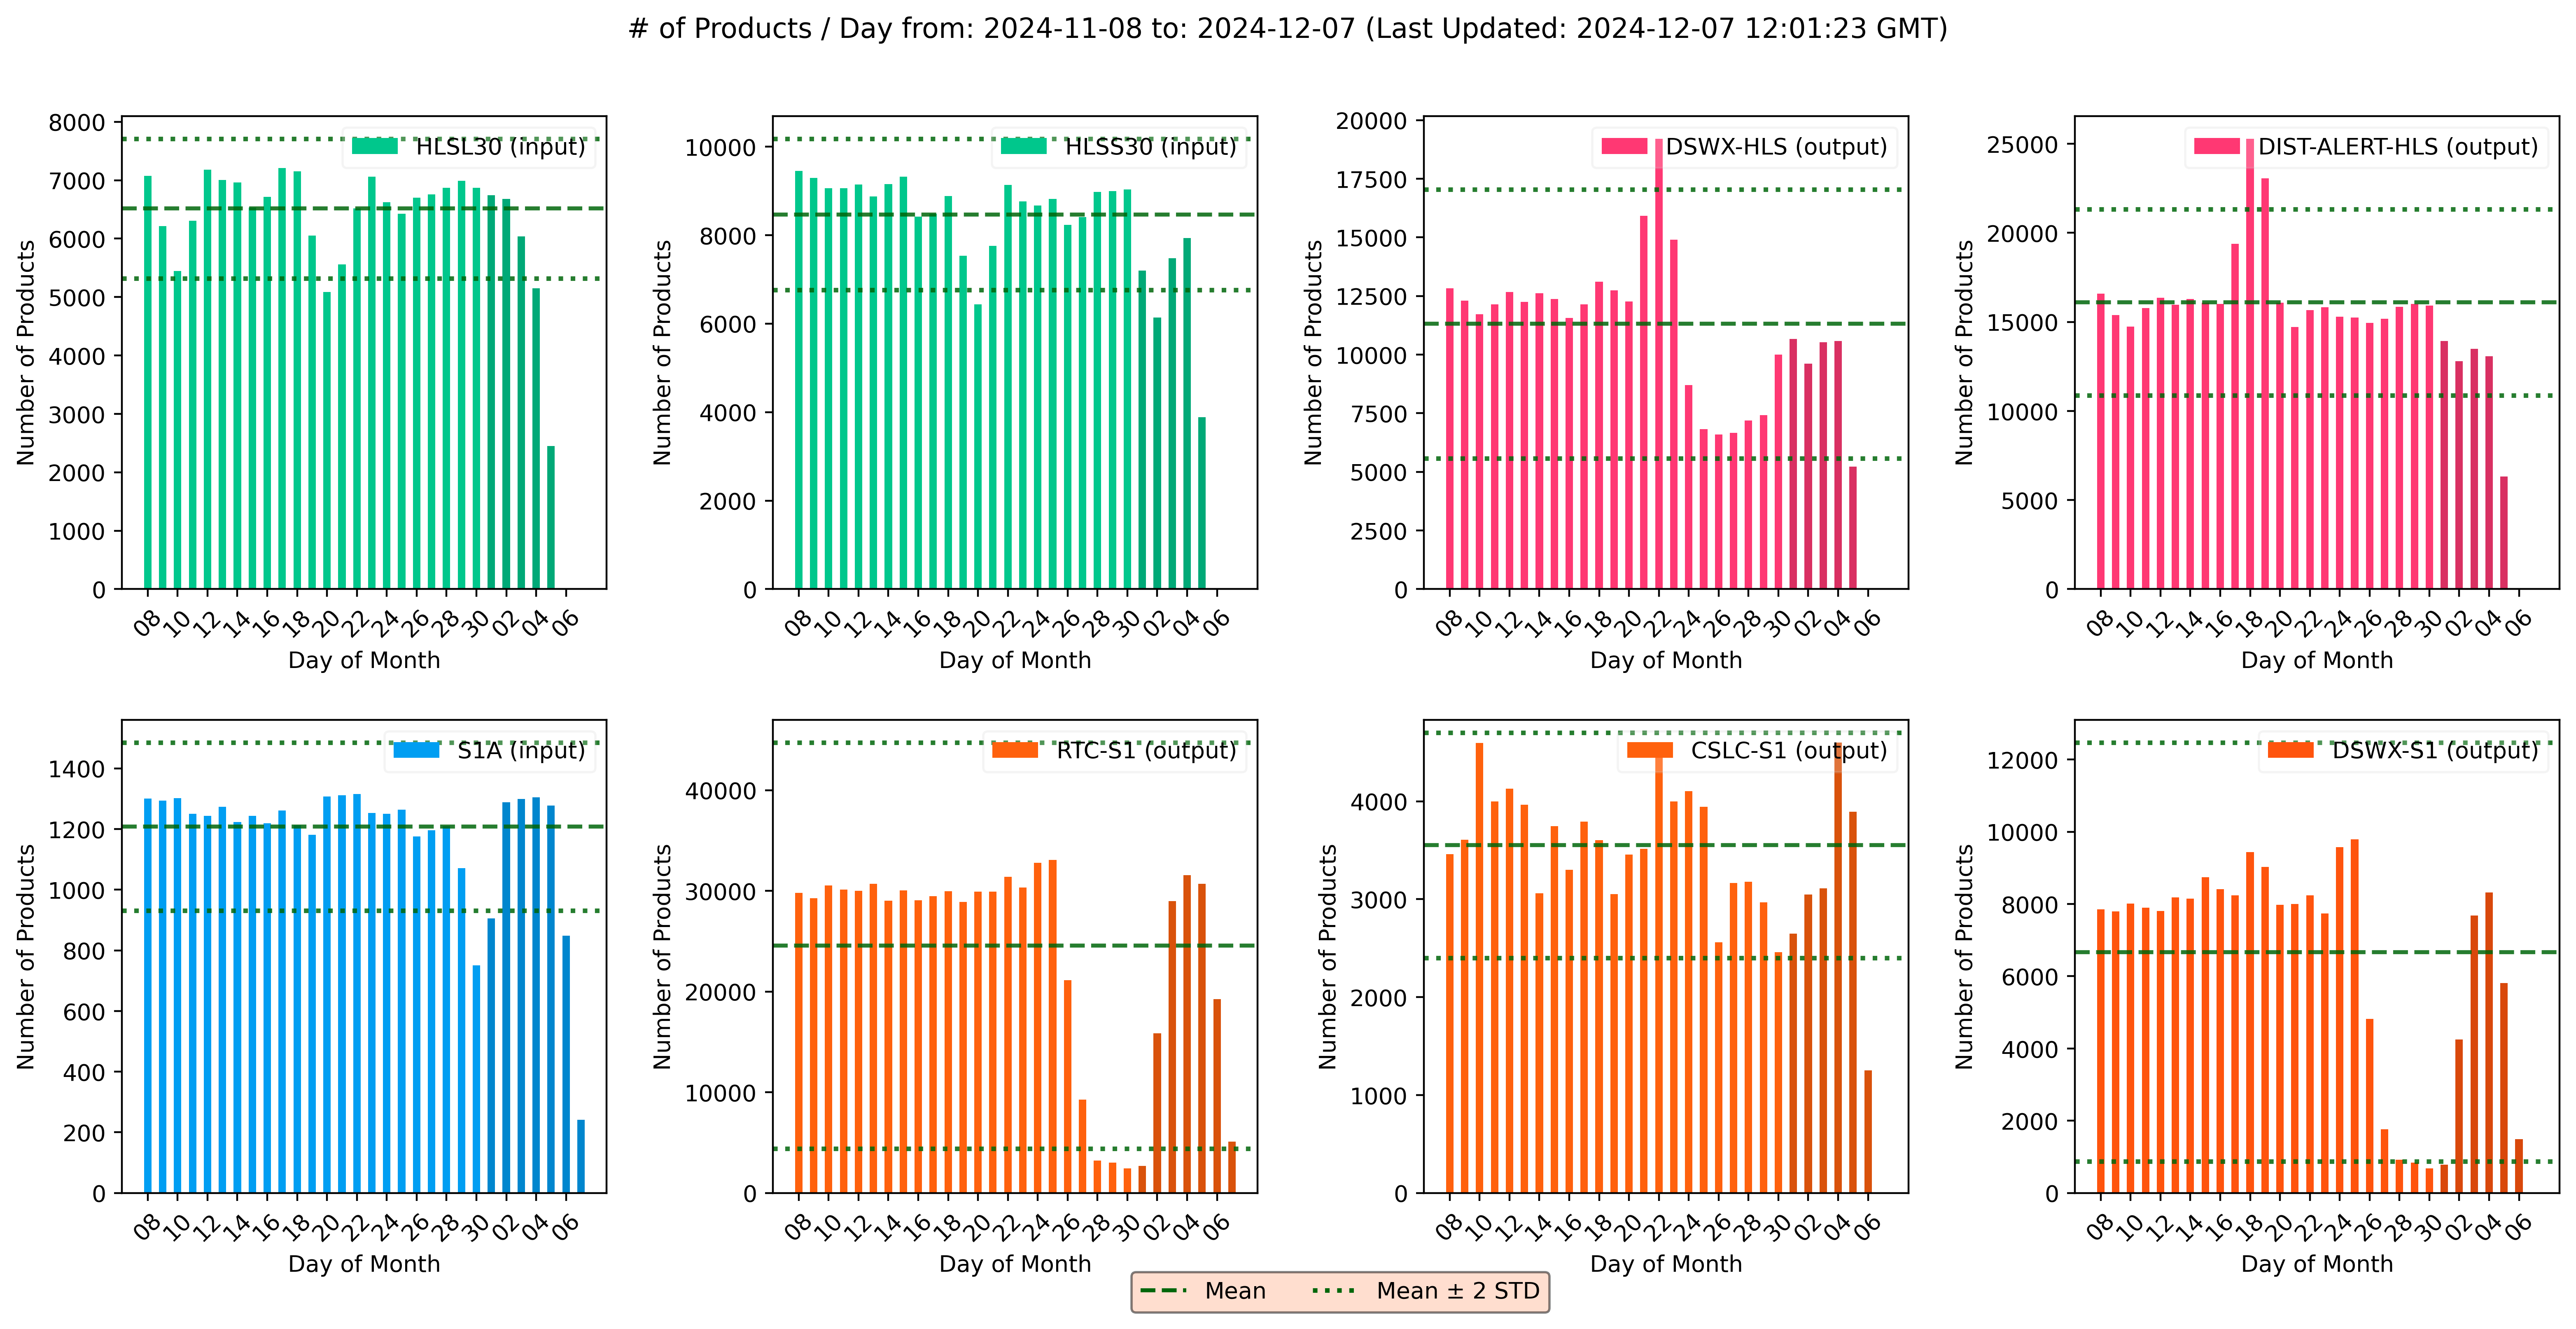 # of Products / Day from: 2024-11-08 to: 2024-12-07 (Last Updated: 2024-12-07 12:01:23 GMT)
HLSL30 (input)
Number of Products
8000
7000
6000
5000
4000
3000
2000
1000
0
08 10 12 14 16 18 20 22 24 26 28 30 02 04 06
Day of Month
HLSS30 (input)
Number of Products
10000
8000
6000
4000
2000
0
08 10 12 14 16 18 20 22 24 26 28 30 02 04 06
Day of Month
DSWX-HLS (output)
Number of Products
20000
17500
15000
12500
10000
7500
5000
2500
0
08 10 12 14 16 18 20 22 24 26 28 30 02 04 06
Day of Month
DIST-ALERT-HLS (output)
Number of Products
25000
20000
15000
10000
5000
0
08 10 12 14 16 18 20 22 24 26 28 30 02 04 06
Day of Month
S1A (input)
Number of Products
1400
1200
1000
800
600
400
200
0
08 10 12 14 16 18 20 22 24 26 28 30 02 04 06
Day of Month
RTC-S1 (output)
Number of Products
40000
30000
20000
10000
0
08 10 12 14 16 18 20 22 24 26 28 30 02 04 06
Day of Month
CSLC-S1 (output)
Number of Products
4000
3000
2000
1000
0
08 10 12 14 16 18 20 22 24 26 28 30 02 04 06
Day of Month
DSWX-S1 (output)
Number of Products
12000
10000
8000
6000
4000
2000
0
08 10 12 14 16 18 20 22 24 26 28 30 02 04 06
Day of Month
Mean
Mean ± 2 STD